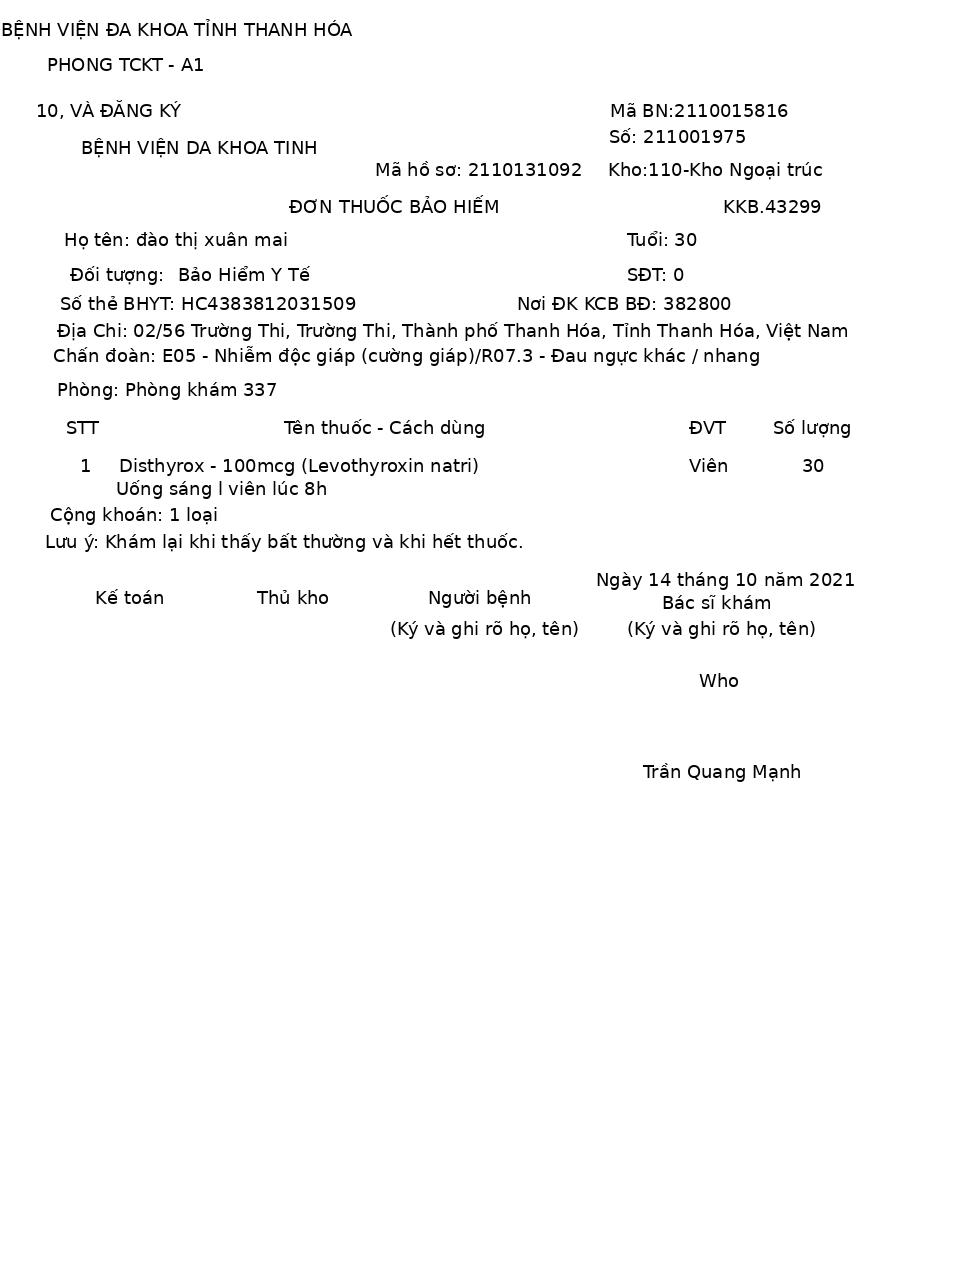 BỆNH VIỆN ĐA KHOA TỈNH THANH HÓA
PHONG TCKT - A1
10, VÀ ĐĂNG KÝ
Mã BN:2110015816
Số: 211001975
BỆNH VIỆN DA KHOA TINH
Mã hồ sơ: 2110131092 Kho:110-Kho Ngoại trúc
ĐƠN THUỐC BẢO HIẾM KKB.43299
Họ tên: đào thị xuân mai Tuổi: 30
Đối tượng: Bảo Hiểm Y Tế SĐT: 0
Số thẻ BHYT: HC4383812031509 Nơi ĐK KCB BĐ: 382800
Địa Chi: 02/56 Trường Thi, Trường Thi, Thành phố Thanh Hóa, Tỉnh Thanh Hóa, Việt Nam
Chấn đoàn: E05 - Nhiễm độc giáp (cường giáp)/R07.3 - Đau ngực khác / nhang
Phòng: Phòng khám 337
STT Tên thuốc - Cách dùng ĐVT Số lượng
1 Disthyrox - 100mcg (Levothyroxin natri) Viên 30
Uống sáng l viên lúc 8h
Cộng khoán: 1 loại
Lưu ý: Khám lại khi thấy bất thường và khi hết thuốc.
Ngày 14 tháng 10 năm 2021
Kế toán Thủ kho Người bệnh Bác sĩ khám
(Ký và ghi rõ họ, tên) (Ký và ghi rõ họ, tên)
Who
Trần Quang Mạnh